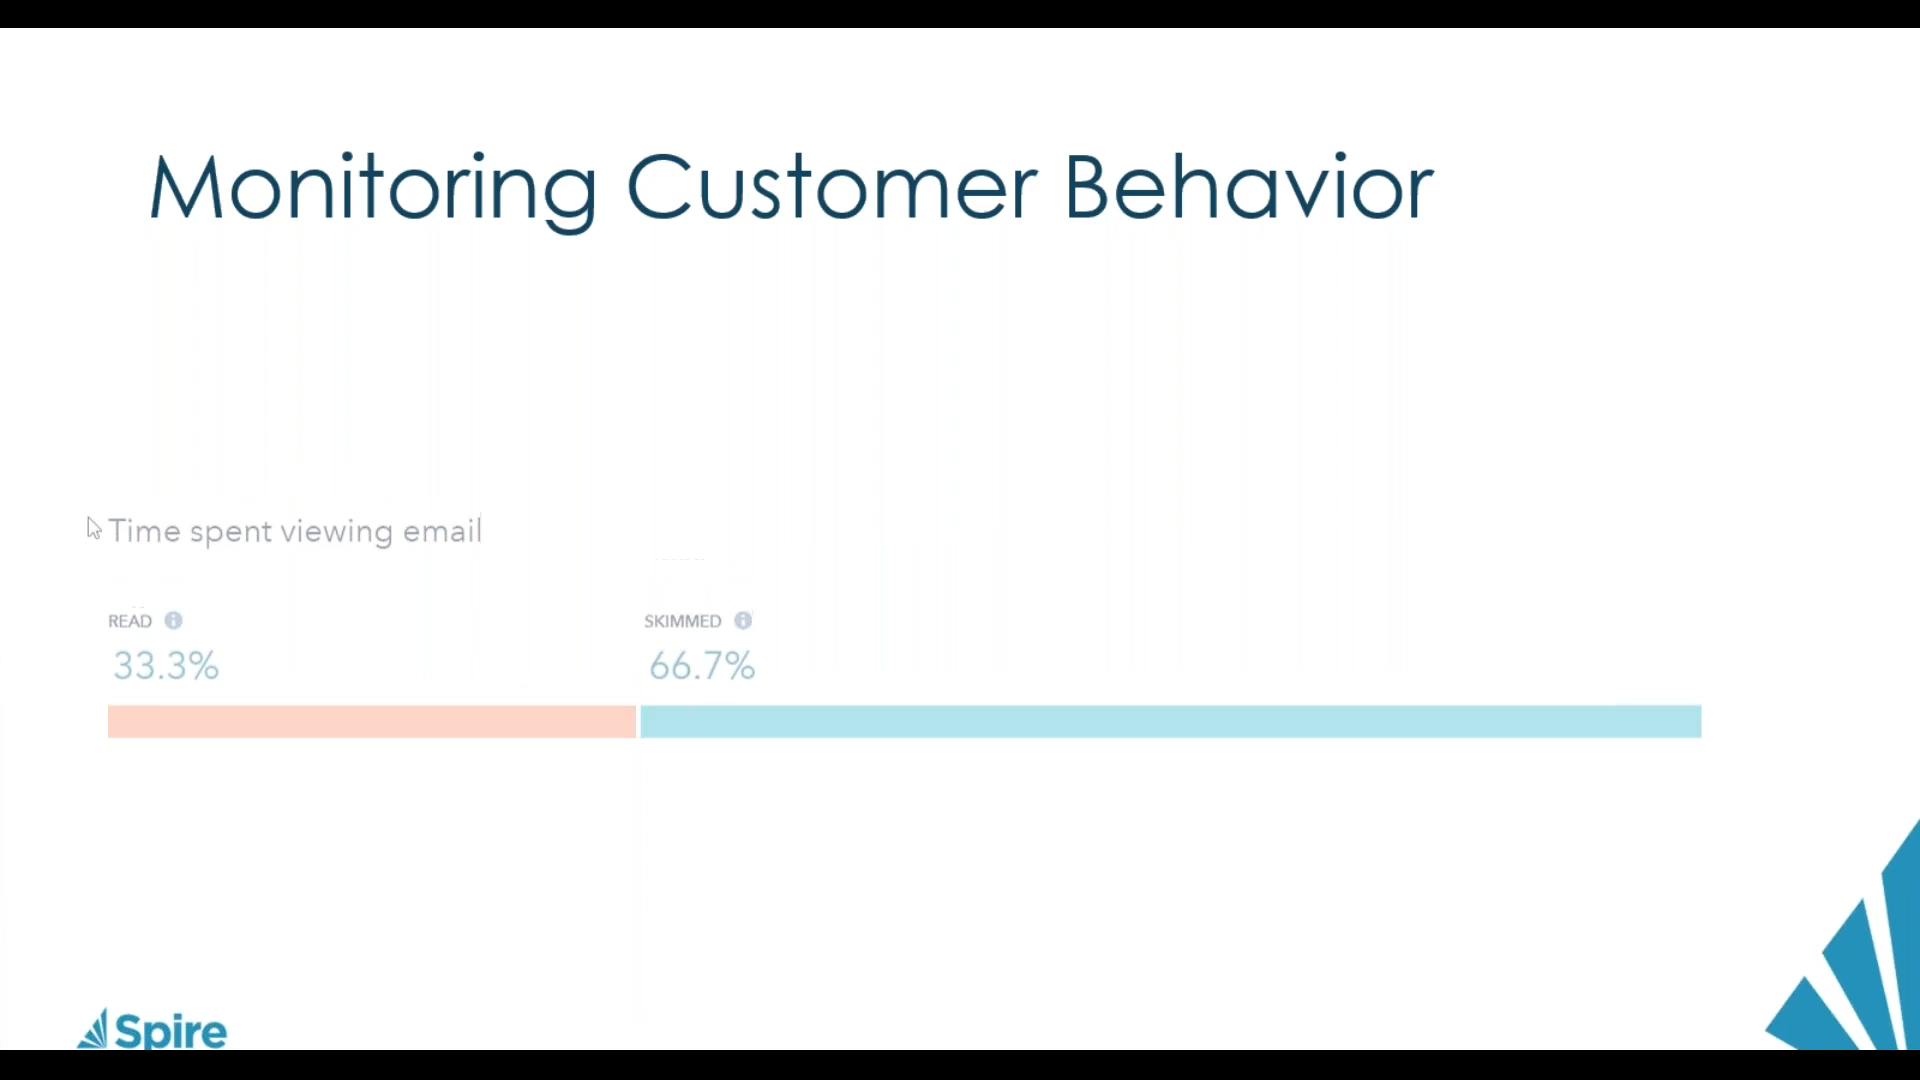 Monitoring Customer Behavior
Time spent viewing email
READ
SKIMMED
33.3%
66.7%
Spire